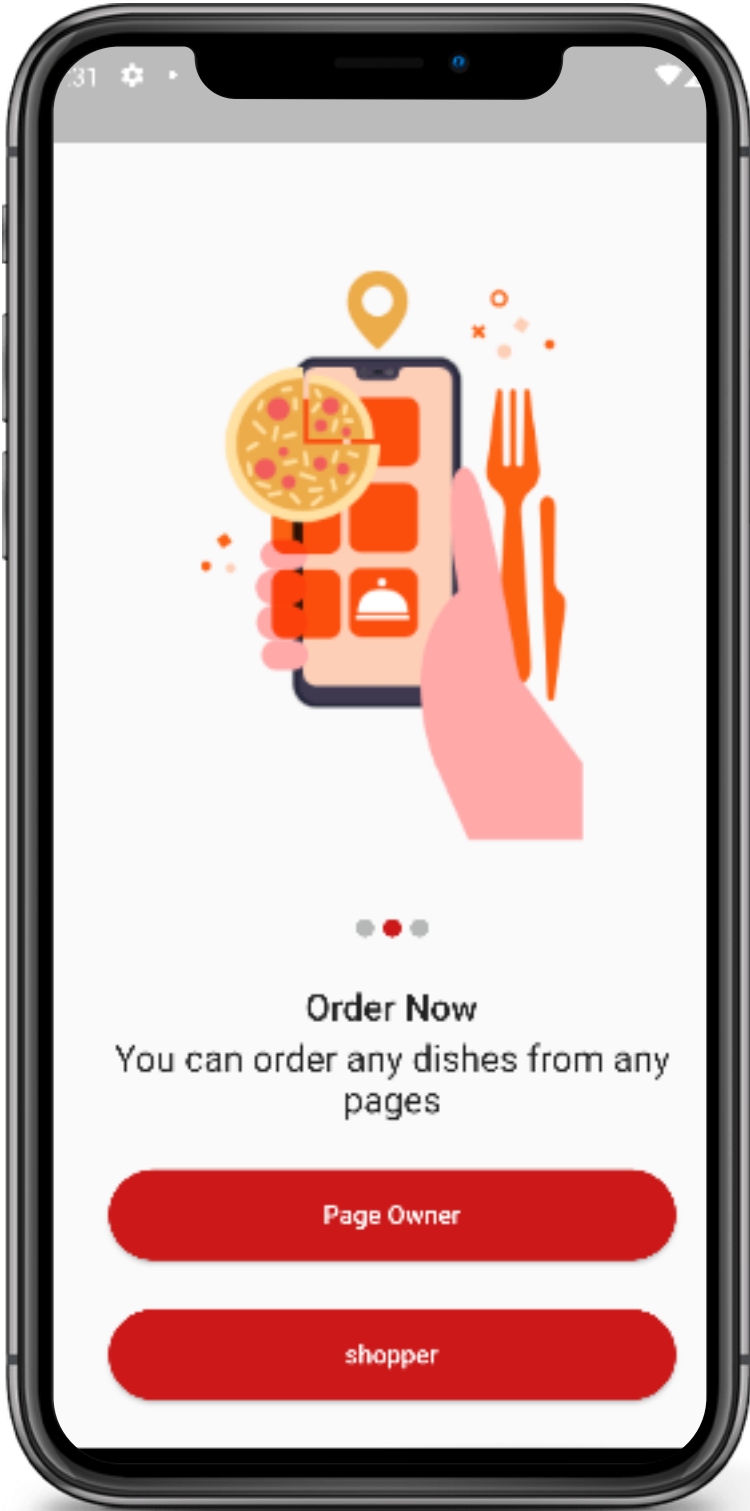 :31
Order Now
You can order any dishes from any
pages
Page Owner
shopper